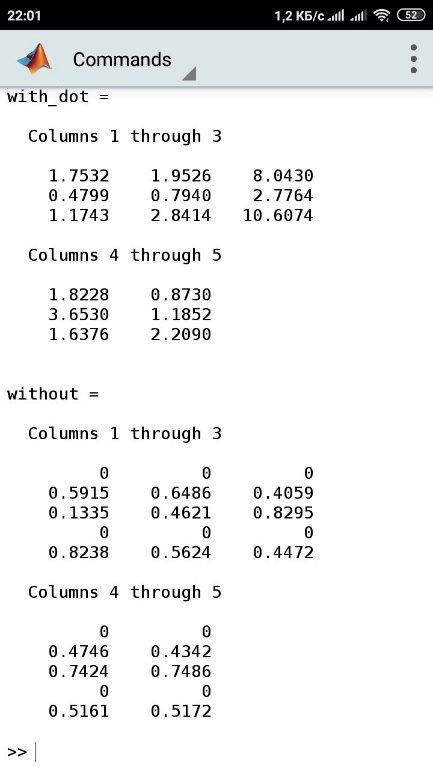 22:01 1,2 КБ/с 52
Commands
with_dot =
Columns 1 through 3
1.7532 1.9526 8.0430
0.4799 0.7940 2.7764
1.1743 2.8414 10.6074
Columns 4 through 5
1.8228 0.8730
3.6530 1.1852
1.6376 2.2090
without =
Columns 1 through 3
0 0 0
0.5915 0.6486 0.4059
0.1335 0.4621 0.8295
0 0 0
0.8238 0.5624 0.4472
Columns 4 through 5
0 0
0.4746 0.4342
0.7424 0.7486
0 0
0.5161 0.5172
>>